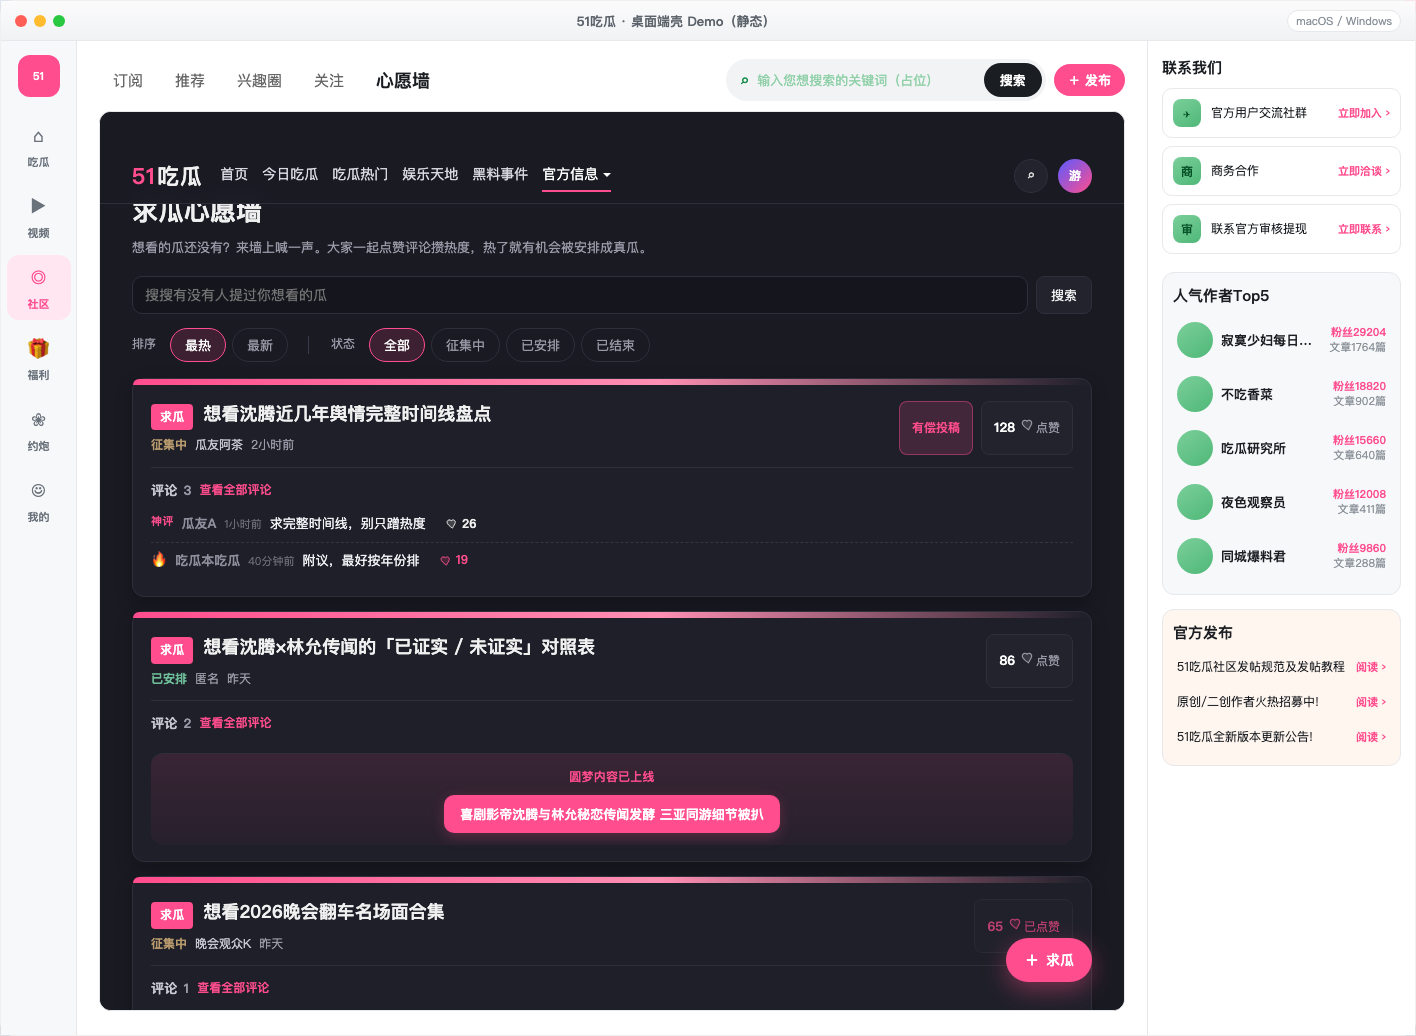 51吃瓜 · 桌面端壳 Demo（静态）
macOS / Windows
51
吃瓜
视频
社区
福利
约炮
我的
订阅 推荐 兴趣圈 关注 心愿墙
输入您想搜索的关键词（占位） 搜索
+ 发布
51吃瓜 首页 今日吃瓜 吃瓜热门 娱乐天地 黑料事件 官方信息
游
求瓜心愿墙
想看的瓜还没有？来墙上喊一声。大家一起点赞评论攒热度，热了就有机会被安排成真瓜。
搜搜有没有人提过你想看的瓜 搜索
排序 最热 最新 状态 全部 征集中 已安排 已结束
求瓜 想看沈腾近几年舆情完整时间线盘点
征集中 瓜友阿茶 2小时前
有偿投稿 128 点赞
评论 3 查看全部评论
神评 瓜友A 1小时前 求完整时间线，别只蹭热度 26
吃瓜本吃瓜 40分钟前 附议，最好按年份排 19
求瓜 想看沈腾×林允传闻的「已证实 / 未证实」对照表
已安排 匿名 昨天
86 点赞
评论 2 查看全部评论
圆梦内容已上线
喜剧影帝沈腾与林允秘恋传闻发酵 三亚同游细节被扒
求瓜 想看2026晚会翻车名场面合集
征集中 晚会观众K 昨天
65 已点赞
+ 求瓜
评论 1 查看全部评论
联系我们
官方用户交流社群 立即加入 ›
商 商务合作 立即洽谈 ›
审 联系官方审核提现 立即联系 ›
人气作者Top5
寂寞少妇每日... 粉丝29204
文章1764篇
不吃香菜 粉丝18820
文章902篇
吃瓜研究所 粉丝15660
文章640篇
夜色观察员 粉丝12008
文章411篇
同城爆料君 粉丝9860
文章288篇
官方发布
51吃瓜社区发帖规范及发帖教程 阅读 ›
原创/二创作者火热招募中! 阅读 ›
51吃瓜全新版本更新公告! 阅读 ›